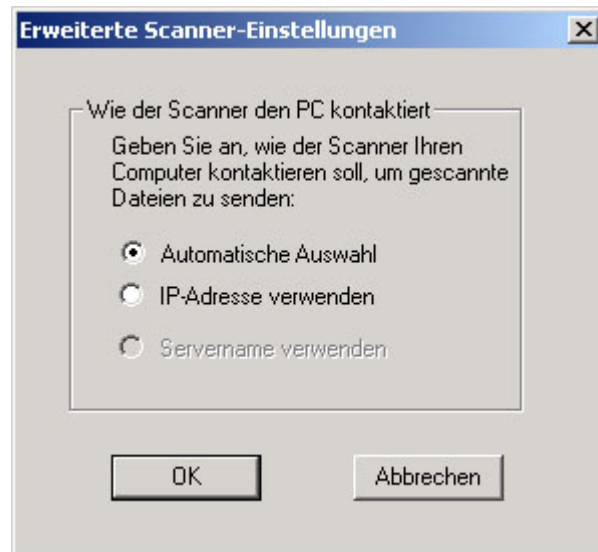 Erweiterte Scanner-Einstellungen
Wie der Scanner den PC kontaktiert
Geben Sie an, wie der Scanner Ihren
Computer kontaktieren soll, um gescannte
Dateien zu senden:
Automatische Auswahl
IP-Adresse verwenden
Servername verwenden
OK
Abbrechen